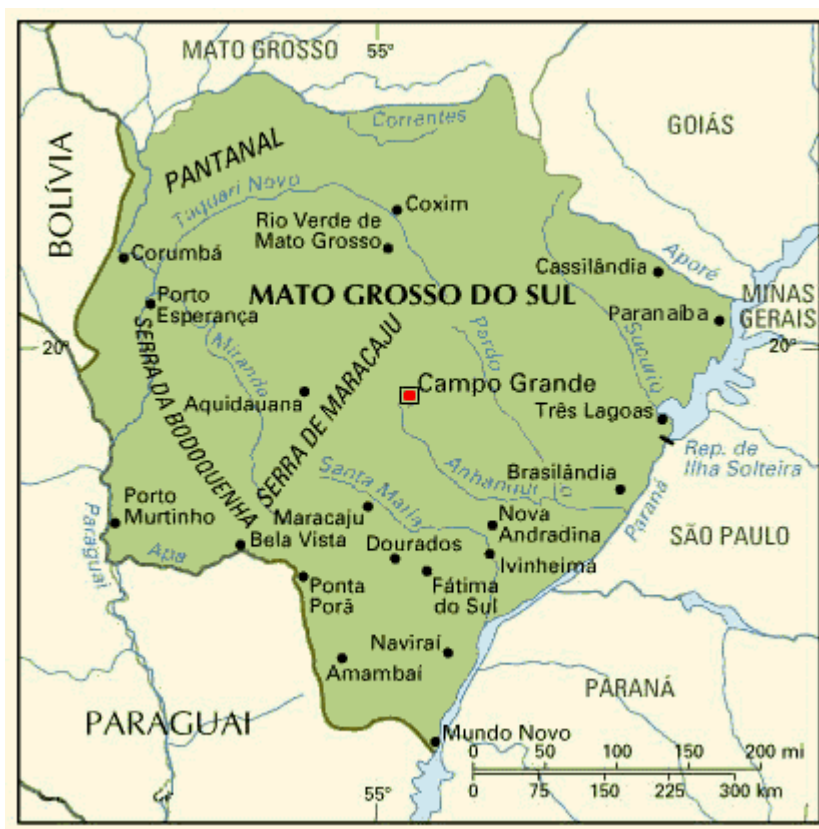 MATO GROSSO
55°
GOIÁS
Correntes
BOLÍVIA
PANTANAL
Taquari Novo
Coxim
Rio Verde de
Mato Grosso
Corumbá
Aporé
Cassilândia
Porto
Esperança
MATO GROSSO DO SUL
Paranaíba
MINAS
GERAIS
20°
20°
SERRA DA BODOQUENHA
Miranda
SERRA DE MARACAJU
Pardo
Sucuriú
Campo Grande
Aquidauana
Três Lagoas
Rep. de
Ilha Solteira
Brasilândia
Santa Maria
Paraná
Porto
Murtinho
Paraguai
Maracaju
Nova
Andradina
SÃO PAULO
Apa
Bela Vista
Dourados
Ivinheima
Ponta
Porã
Fátima
do Sul
Naviraí
Amambaí
PARANÁ
PARAGUAI
Mundo Novo
0 50 100 150 200 mi
0 75 150 225 300 km
55°